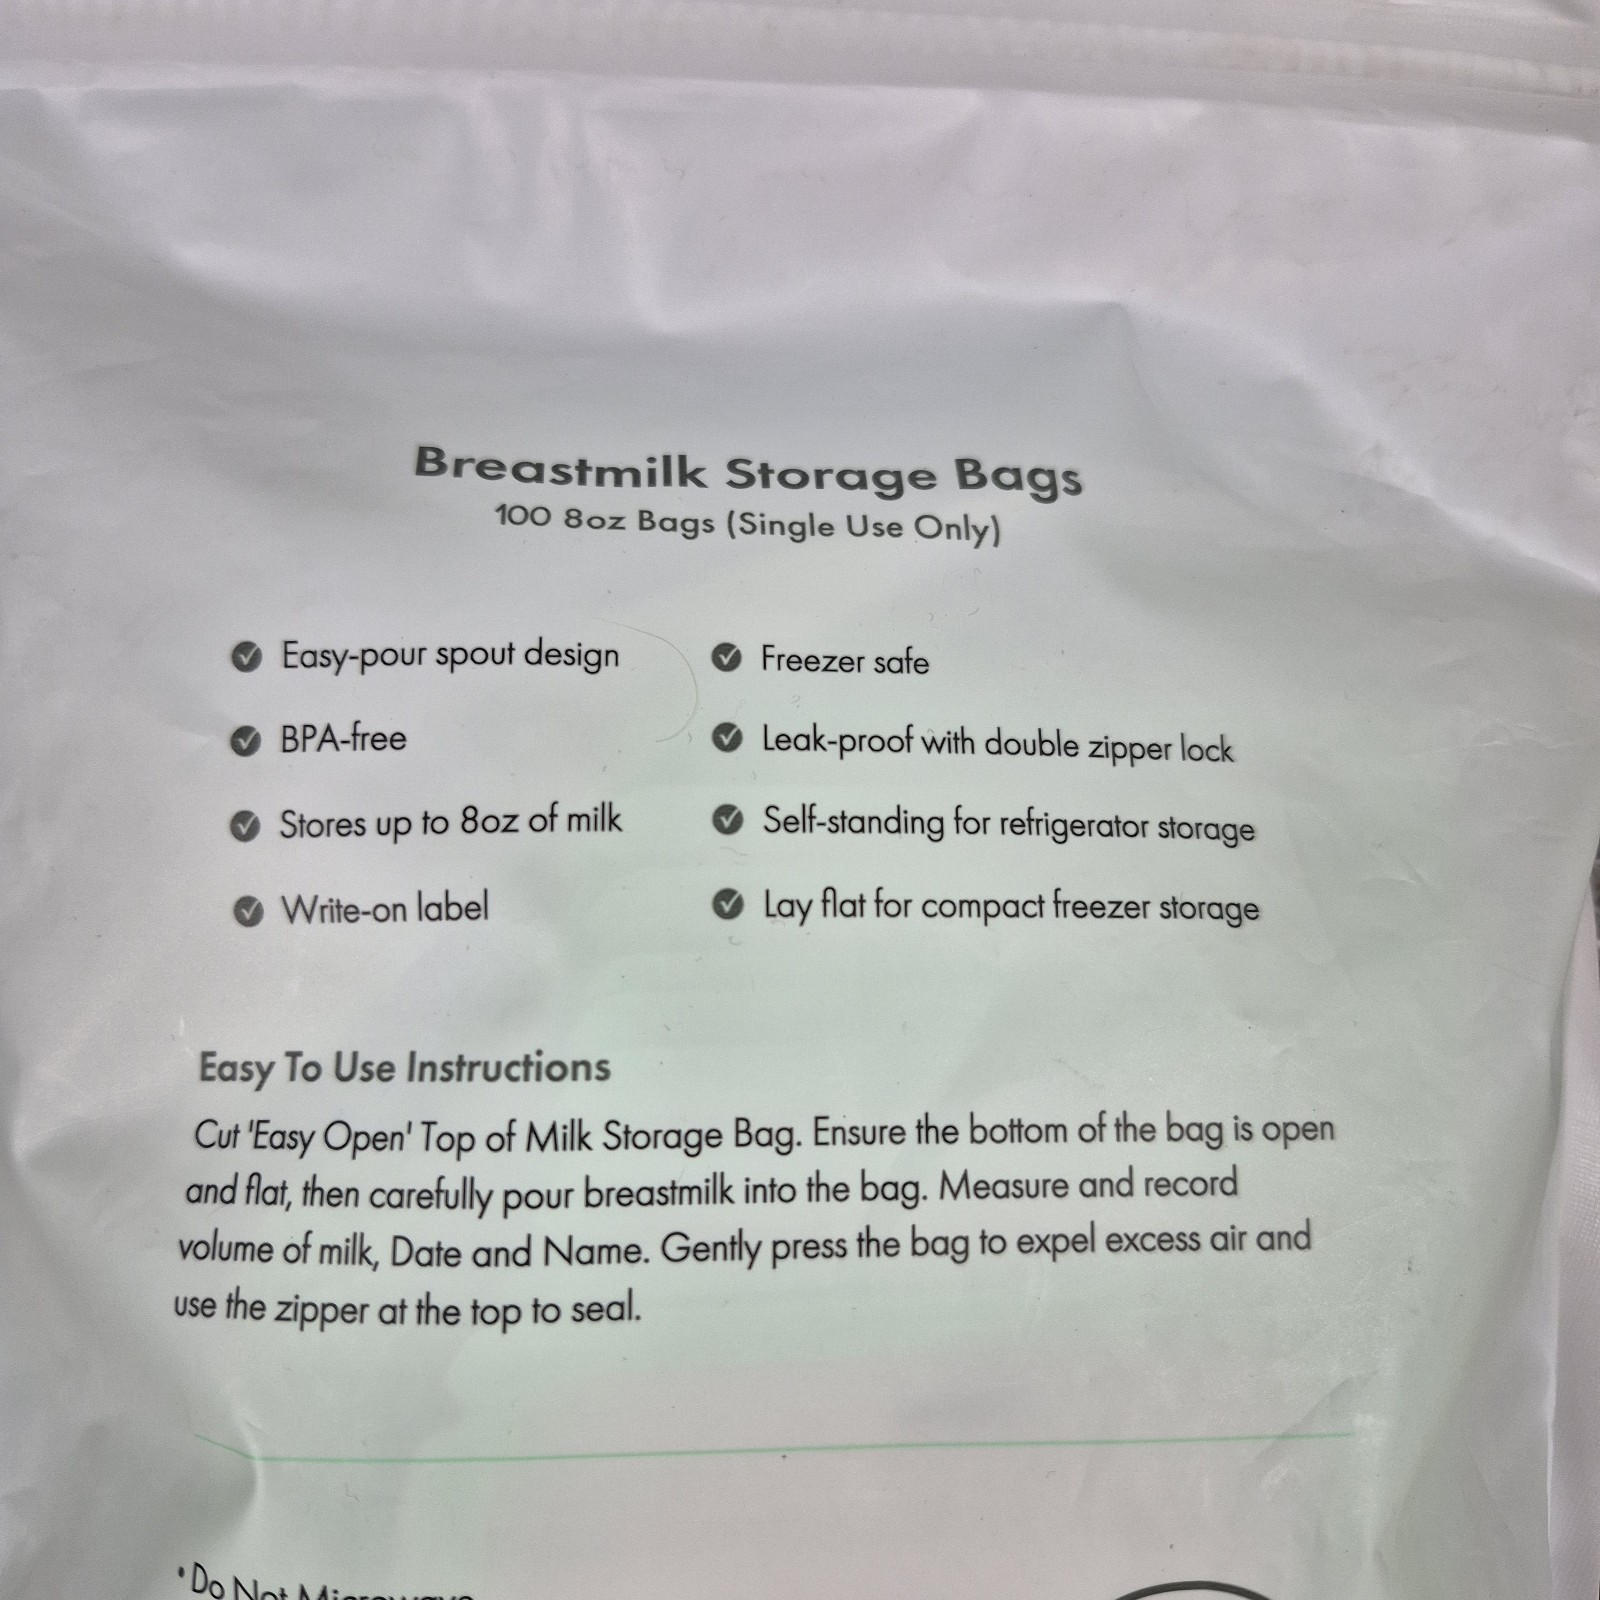 Breastmilk Storage Bags
100 8oz Bags (Single Use Only)
Easy-pour spout design
Freezer safe
BPA-free
Leak-proof with double zipper lock
Stores up to 8oz of milk
Self-standing for refrigerator storage
Write-on label
Lay flat for compact freezer storage
Easy To Use Instructions
Cut 'Easy Open' Top of Milk Storage Bag. Ensure the bottom of the bag is open
and flat, then carefully pour breastmilk into the bag. Measure and record
volume of milk, Date and Name. Gently press the bag to expel excess air and
use the zipper at the top to seal.
•Do Not Microwave